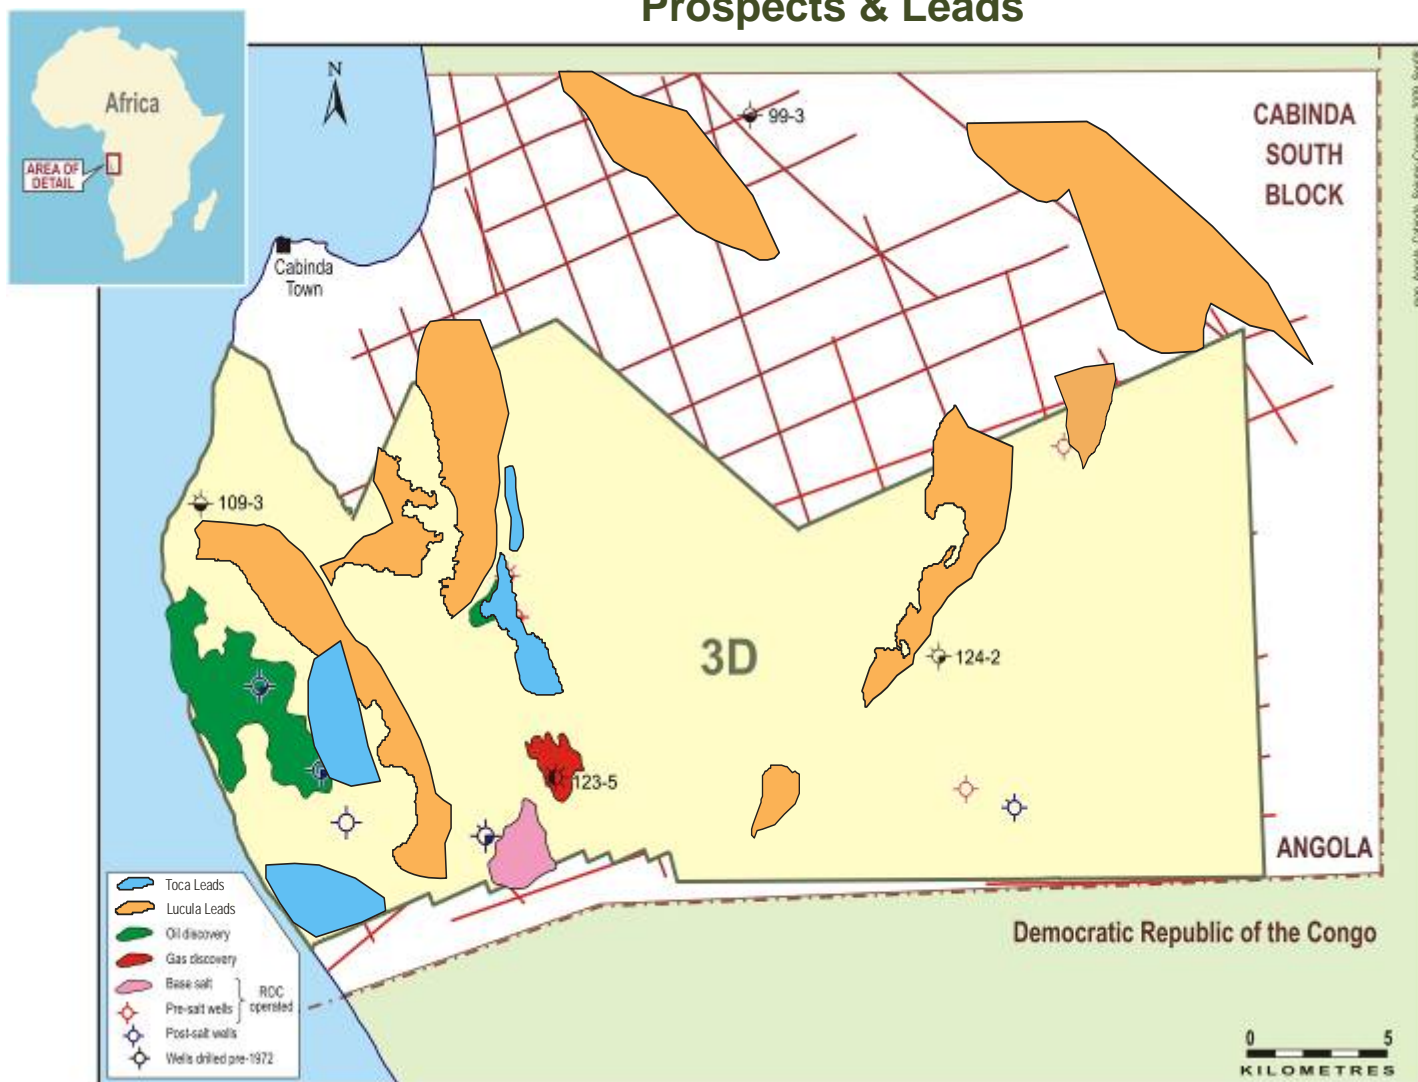 Prospects & Leads
Africa
AREA OF
DETAIL
N
99-3
CABINDA
SOUTH
BLOCK
Cabinda
Town
109-3
3D
124-2
123-5
ANGOLA
Democratic Republic of the Congo
Toca Leads
Lucula Leads
Oil discovery
Gas discovery
Base salt
Pre-salt wells
ROC
operated
Post-salt wells
Wells drilled pre-1972
0 5
KILOMETRES